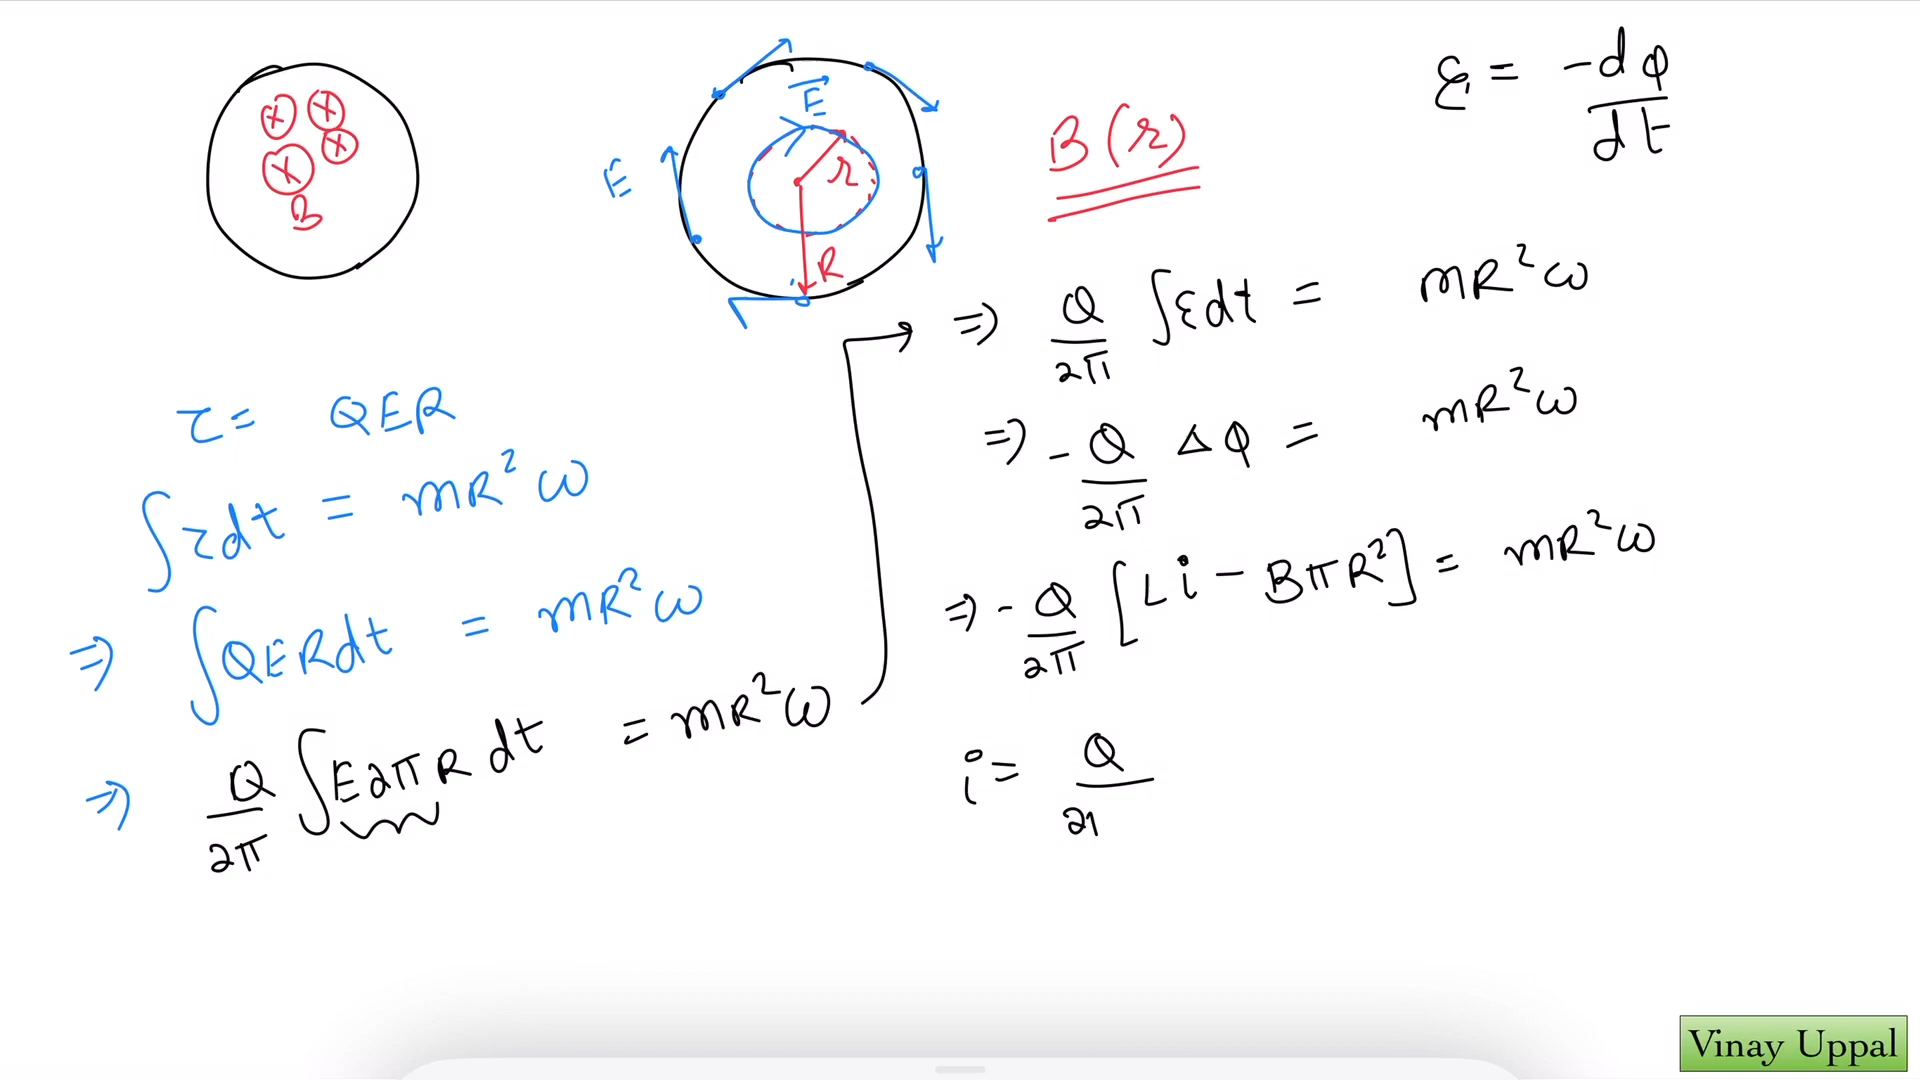 B
E
E
r
R
B (r)
ε = -dφ/dt
τ = QER
∫τdt = mR²ω
⇒ ∫QERdt = mR²ω
⇒ Q/2π ∫E2πR dt = mR²ω
⇒ Q/2π ∫εdt = mR²ω
⇒ -Q/2π Δφ = mR²ω
⇒ -Q/2π [Li - BπR²] = mR²ω
i = Q/2
Vinay Uppal